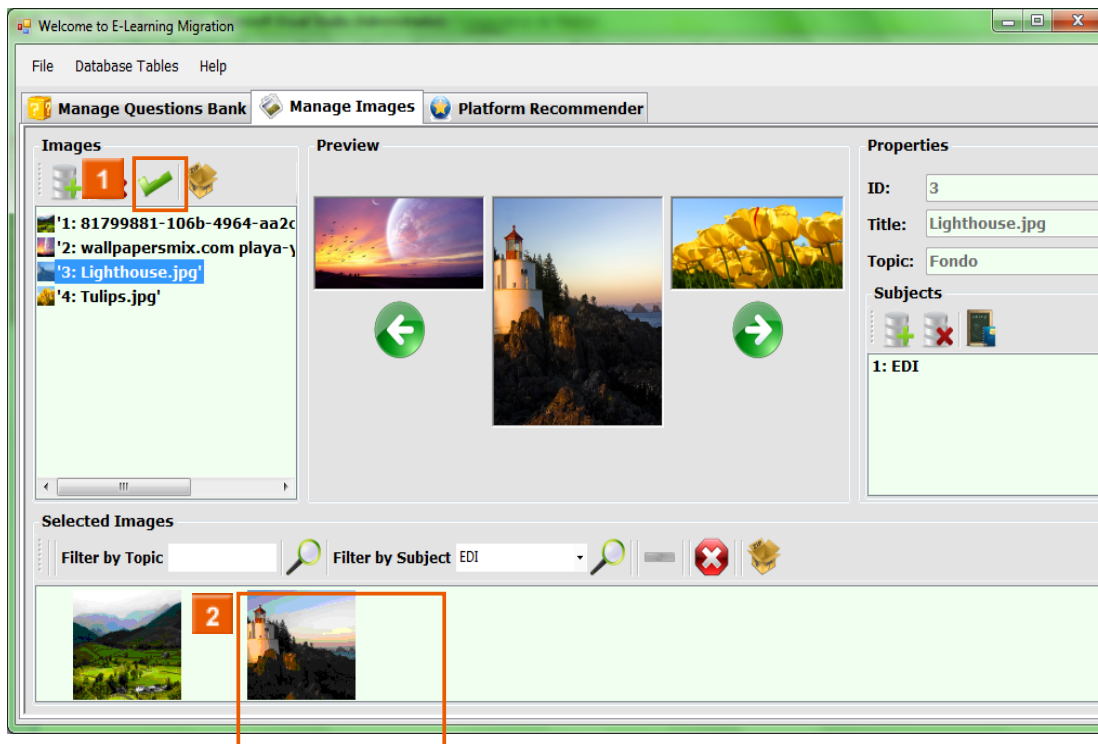 Welcome to E-Learning Migration
File Database Tables Help
Manage Questions Bank Manage Images Platform Recommender
Images
Preview
Properties
1
ID: 3
'1: 81799881-106b-4964-aa2c
Title: Lighthouse.jpg
'2: wallpapersmix.com playa-y
'3: Lighthouse.jpg'
Topic: Fondo
'4: Tulips.jpg'
Subjects
1: EDI
Selected Images
Filter by Topic Filter by Subject EDI
2